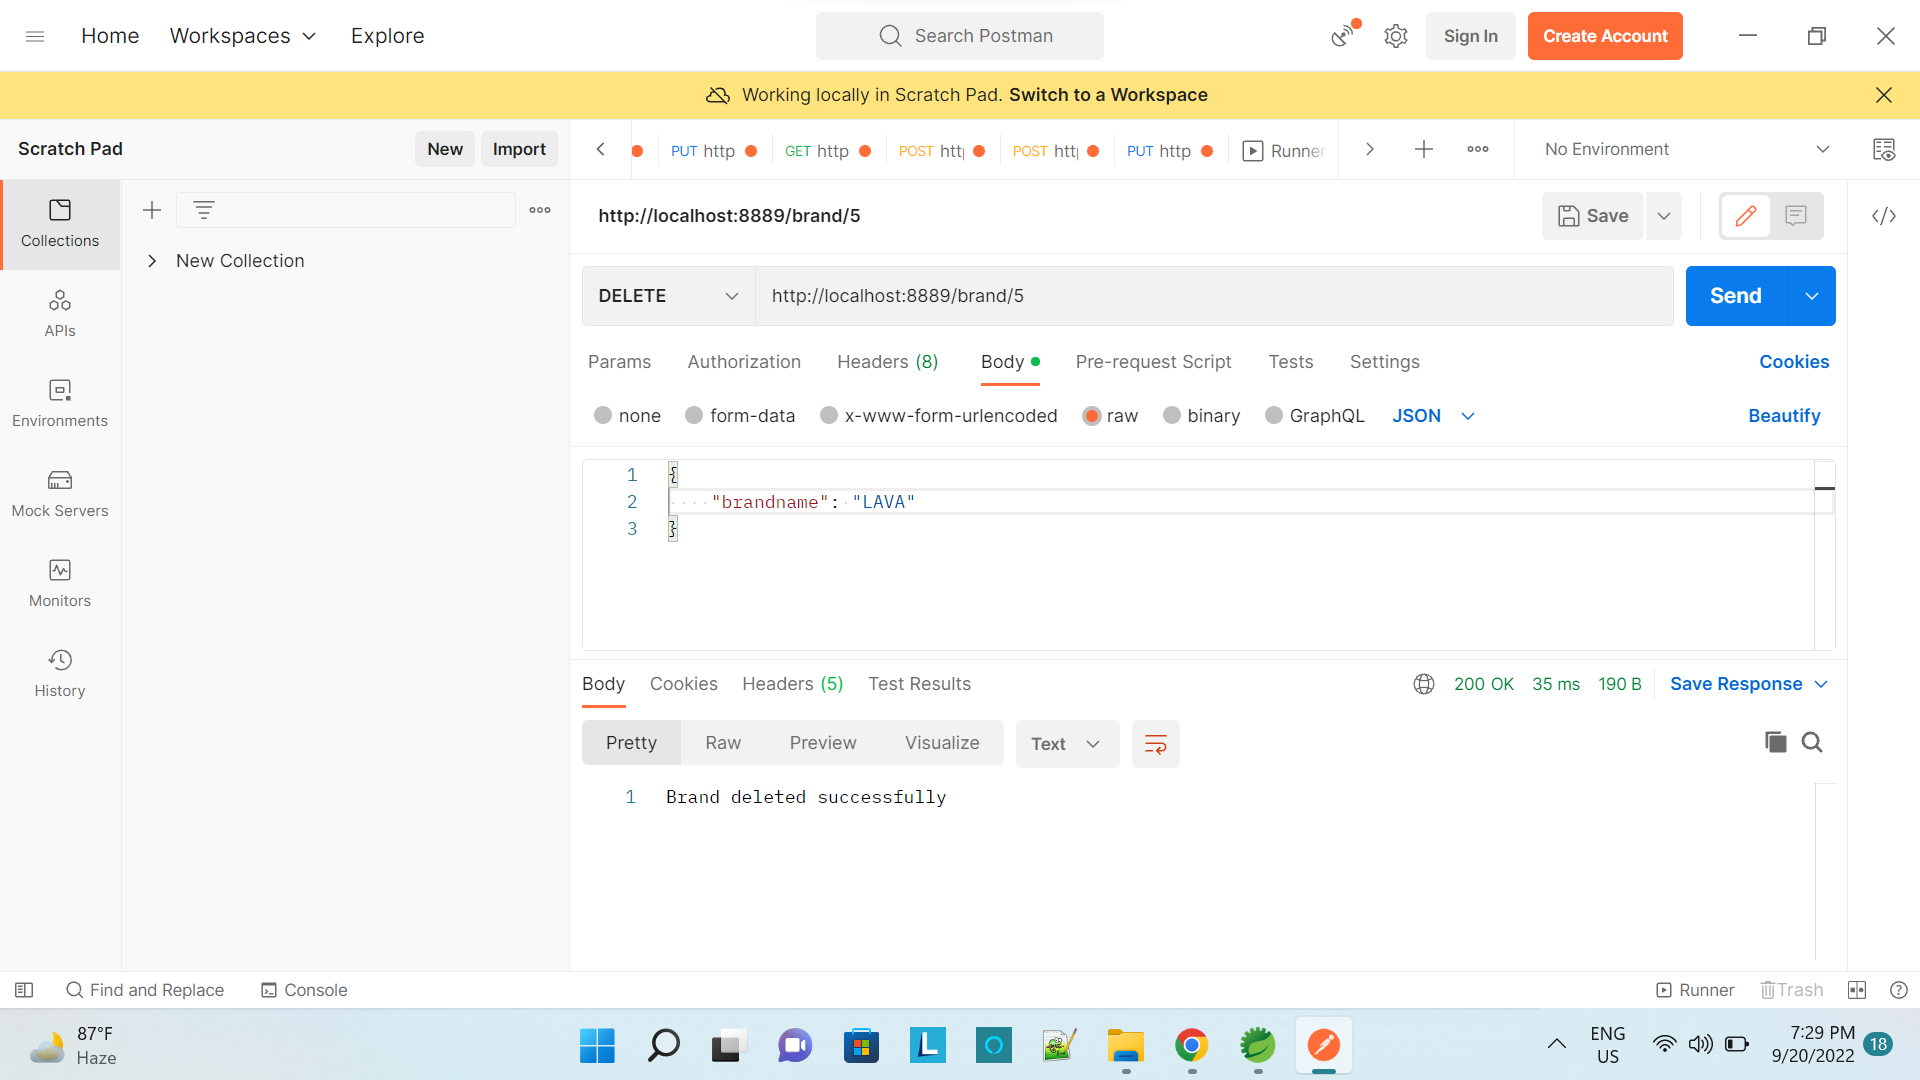 Home
Workspaces
Explore
Search Postman
Sign In
Create Account
Working locally in Scratch Pad. Switch to a Workspace
Scratch Pad
New
Import
PUT http
GET http
POST http
POST http
PUT http
Runner
No Environment
Collections
APIs
Environments
Mock Servers
Monitors
History
New Collection
http://localhost:8889/brand/5
Save
DELETE
http://localhost:8889/brand/5
Send
Params
Authorization
Headers (8)
Body
Pre-request Script
Tests
Settings
Cookies
none
form-data
x-www-form-urlencoded
raw
binary
GraphQL
JSON
Beautify
1 {
2 "brandname": "LAVA"
3 }
Body
Cookies
Headers (5)
Test Results
200 OK
35 ms
190 B
Save Response
Pretty
Raw
Preview
Visualize
Text
1 Brand deleted successfully
Find and Replace
Console
Runner
Trash
87°F
Haze
L
ENG
US
7:29 PM
9/20/2022
18